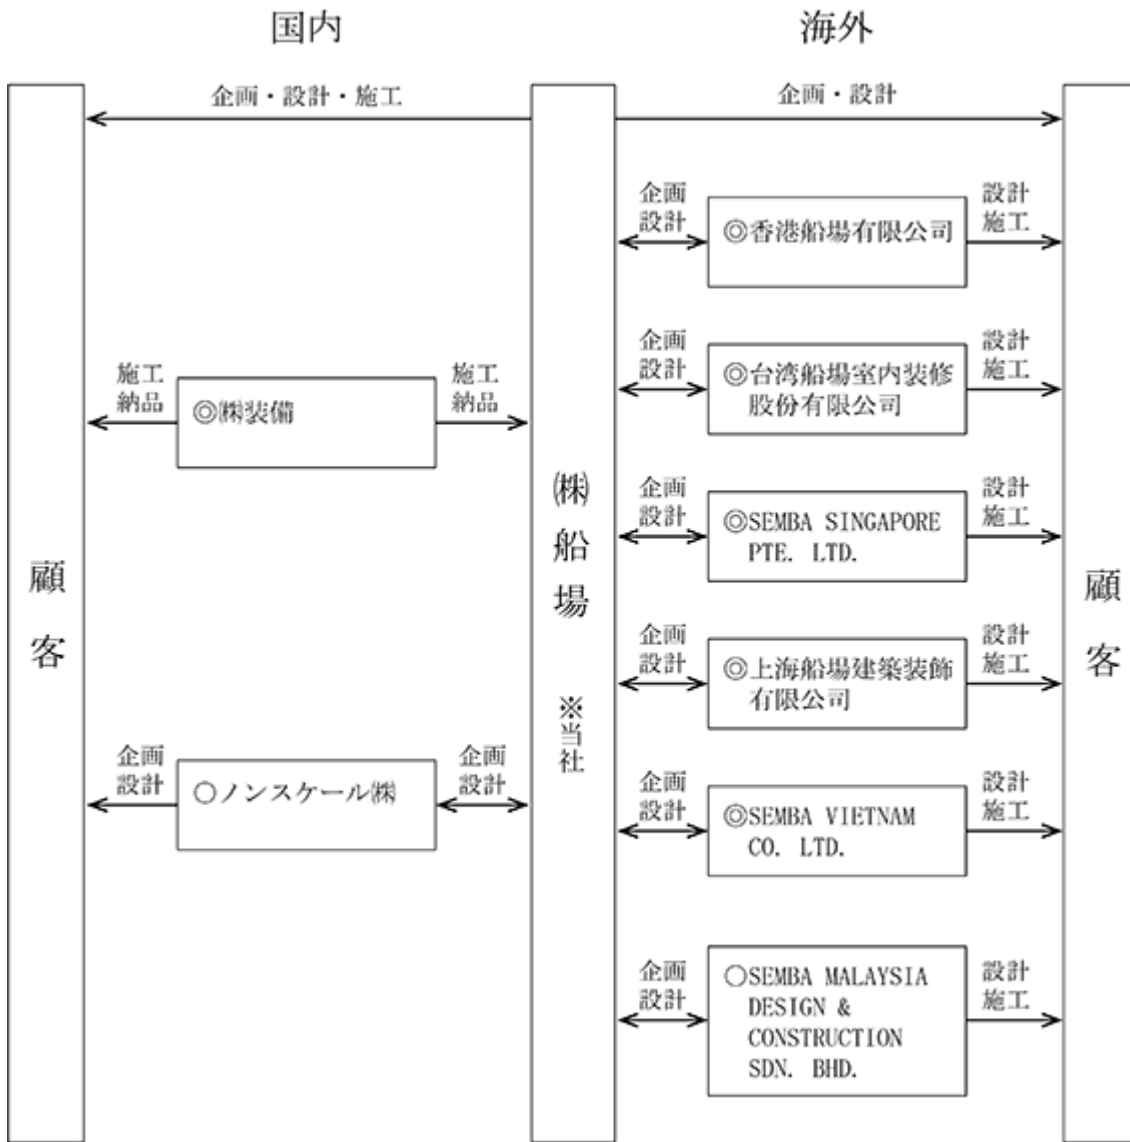 国内
海外
企画・設計・施工
企画・設計
顧客
施工
納品
◎㈱装備
施工
納品
企画
設計
○ノンスケール㈱
企画
設計
㈱船場
※当社
企画
設計
◎香港船場有限公司
設計
施工
企画
設計
◎台湾船場室内装修
股份有限公司
設計
施工
企画
設計
◎SEMBA SINGAPORE
PTE. LTD.
設計
施工
企画
設計
◎上海船場建築装飾
有限公司
設計
施工
企画
設計
◎SEMBA VIETNAM
CO. LTD.
設計
施工
企画
設計
○SEMBA MALAYSIA
DESIGN &
CONSTRUCTION
SDN. BHD.
設計
施工
顧客